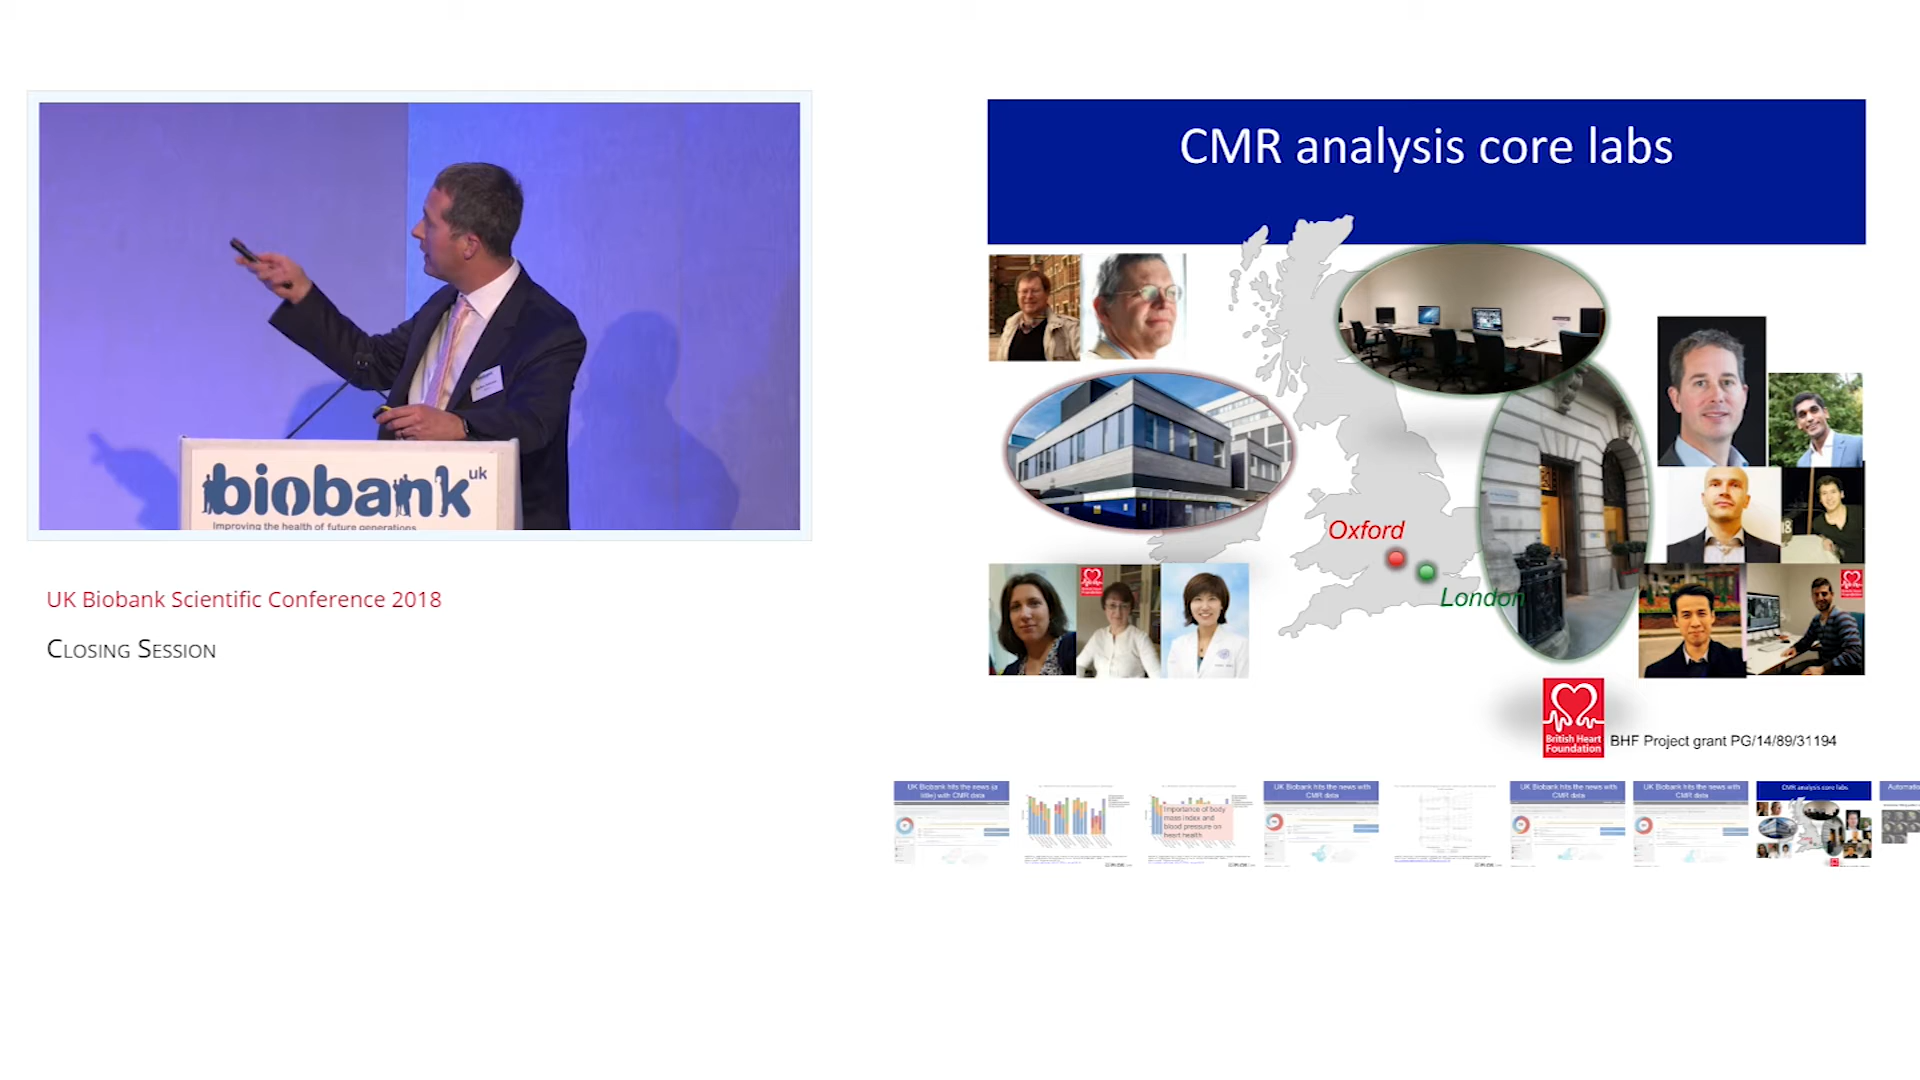 biobank uk
Improving the health of future generations
UK Biobank Scientific Conference 2018
Closing Session
CMR analysis core labs
Oxford
London
British Heart
Foundation
BHF Project grant PG/14/89/31194
UK Biobank hits the news (a
title) with CMR data
Importance of body
mass index and
blood pressure on
heart health
UK Biobank hits the news with
CMR data
UK Biobank hits the news with
CMR data
UK Biobank hits the news with
CMR data
CMR analysis core labs